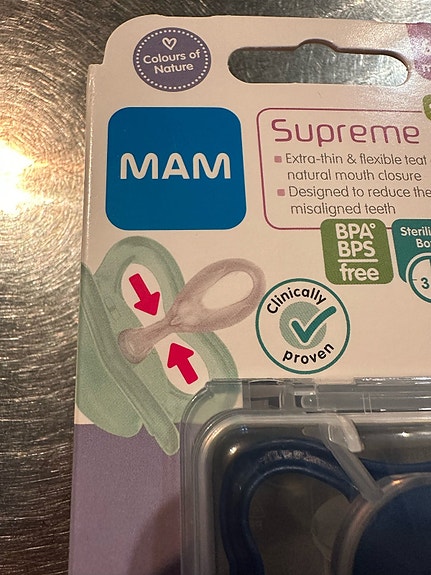 Colours of
Nature
MAM
Supreme
Extra-thin & flexible teat
natural mouth closure
Designed to reduce the
misaligned teeth
BPA°
BPS
free
Clinically
proven
3